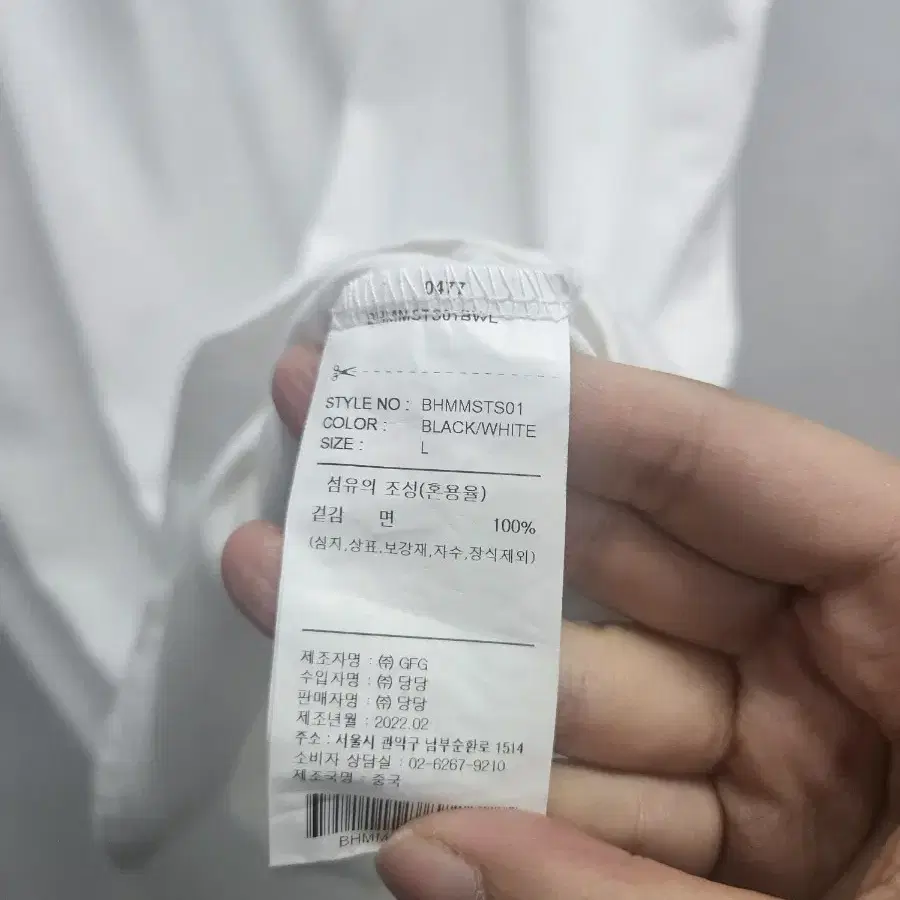 0477
BHMMSTS01BWL
STYLE NO : BHMMSTS01
COLOR : BLACK/WHITE
SIZE : L
섬유의 조성(혼용율)
겉감 면 100%
(심지,상표,보강재,자수,장식제외)
제조자명 : ㈜ GFG
수입자명 : ㈜ 당당
판매자명 : ㈜ 당당
제조년월 : 2022.02
주소 : 서울시 관악구 남부순환로 1514
소비자 상담실 : 02-6267-9210
제조국명 : 중국